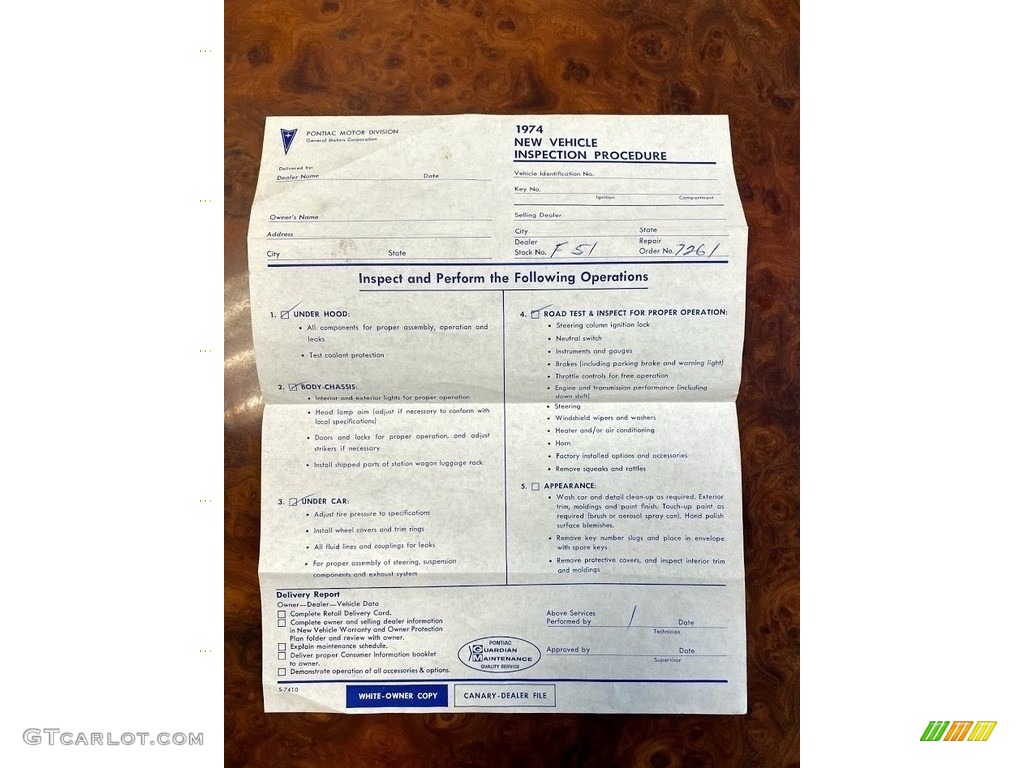 PONTIAC MOTOR DIVISION
General Motors Corporation
1974
NEW VEHICLE
INSPECTION PROCEDURE
Delivered by:
Dealer Name Date
Owner's Name
Address
City State
Vehicle Identification No.
Key No.
Ignition Compartment
Selling Dealer
City State
Dealer Repair
Stock No. F 51 Order No. 7261
Inspect and Perform the Following Operations
1. UNDER HOOD:
• All components for proper assembly, operation and
leaks
• Test coolant protection
2. BODY-CHASSIS:
• Interior and exterior lights for proper operation
• Head lamp aim (adjust if necessary to conform with
local specifications)
• Doors and locks for proper operation, and adjust
strikers if necessary
• Install shipped parts of station wagon luggage rack
3. UNDER CAR:
• Adjust tire pressure to specifications
• Install wheel covers and trim rings
• All fluid lines and couplings for leaks
• For proper assembly of steering, suspension
components and exhaust system
4. ROAD TEST & INSPECT FOR PROPER OPERATION:
• Steering column ignition lock
• Neutral switch
• Instruments and gauges
• Brakes (including parking brake and warning light)
• Throttle controls for free operation
• Engine and transmission performance (including
down shift)
• Steering
• Windshield wipers and washers
• Heater and/or air conditioning
• Horn
• Factory installed options and accessories
• Remove squeaks and rattles
5. APPEARANCE:
• Wash car and detail clean-up as required. Exterior
trim, moldings and paint finish. Touch-up paint as
required (brush or aerosol spray can). Hand polish
surface blemishes.
• Remove key number slugs and place in envelope
with spare keys
• Remove protective covers, and inspect interior trim
and moldings
Delivery Report
Owner—Dealer—Vehicle Data
Complete Retail Delivery Card.
Complete owner and selling dealer information
in New Vehicle Warranty and Owner Protection
Plan folder and review with owner.
Explain maintenance schedule.
Deliver proper Consumer Information booklet
to owner.
Demonstrate operation of all accessories & options.
PONTIAC
GUARDIAN
MAINTENANCE
QUALITY SERVICE
Above Services
Performed by / Date
Technician
Approved by Date
Supervisor
S-7410
WHITE-OWNER COPY
CANARY-DEALER FILE
GTcarlot.com